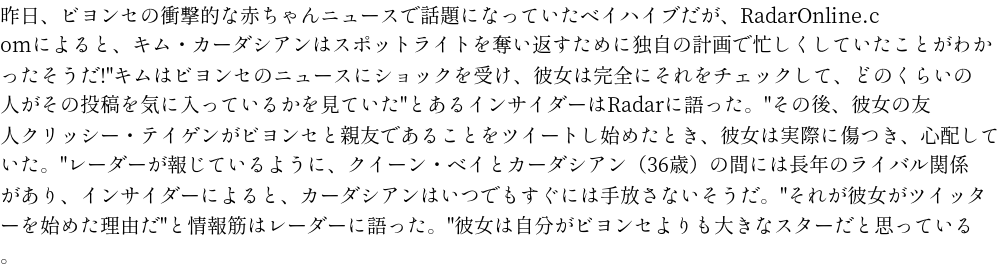 昨日、ビヨンセの衝撃的な赤ちゃんニュースで話題になっていたベイハイブだが、RadarOnline.c
omによると、キム・カーダシアンはスポットライトを奪い返すために独自の計画で忙しくしていたことがわか
ったそうだ!"キムはビヨンセのニュースにショックを受け、彼女は完全にそれをチェックして、どのくらいの
人がその投稿を気に入っているかを見ていた"とあるインサイダーはRadarに語った。"その後、彼女の友
人クリッシー・テイゲンがビヨンセと親友であることをツイートし始めたとき、彼女は実際に傷つき、心配して
いた。"レーダーが報じているように、クイーン・ベイとカーダシアン（36歳）の間には長年のライバル関係
があり、インサイダーによると、カーダシアンはいつでもすぐには手放さないそうだ。"それが彼女がツイッタ
ーを始めた理由だ"と情報筋はレーダーに語った。"彼女は自分がビヨンセよりも大きなスターだと思っている
。